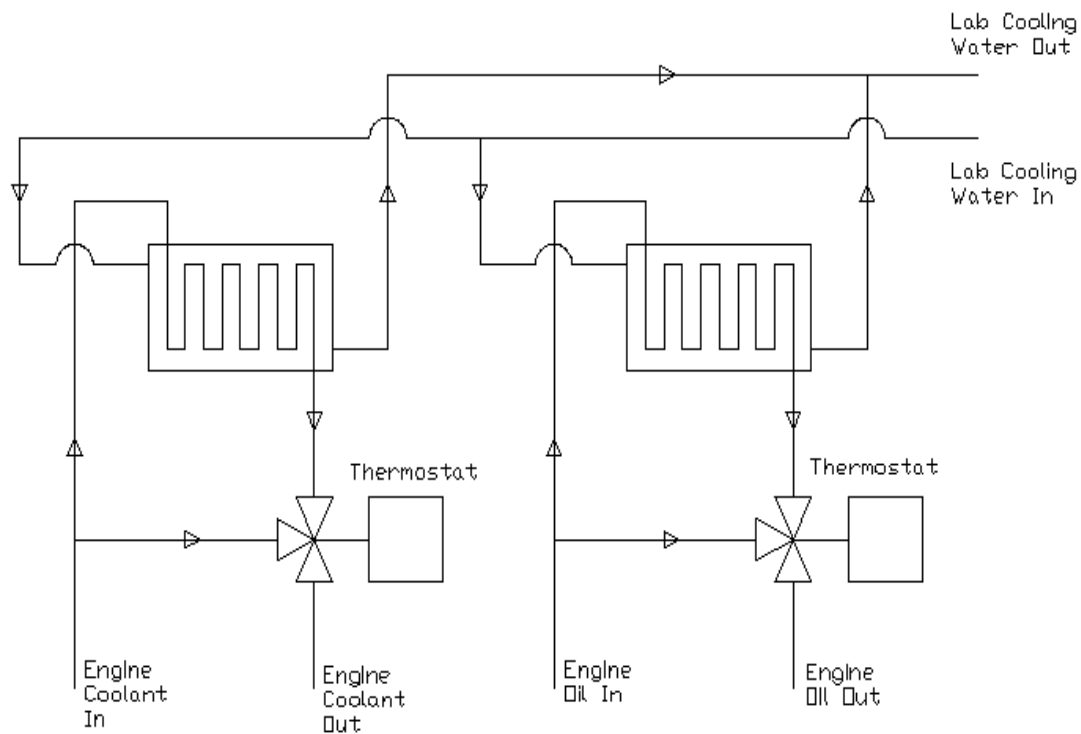 Lab Cooling
Water Out
Lab Cooling
Water In
Thermostat
Thermostat
Engine
Coolant
In
Engine
Coolant
Out
Engine
Oil In
Engine
Oil Out